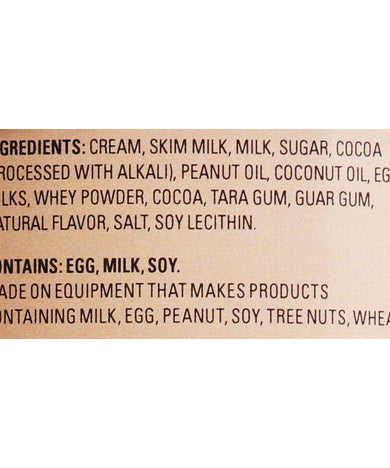 GREDIENTS: CREAM, SKIM MILK, MILK, SUGAR, COCOA
ROCESSED WITH ALKALI), PEANUT OIL, COCONUT OIL, EG
LKS, WHEY POWDER, COCOA, TARA GUM, GUAR GUM,
ATURAL FLAVOR, SALT, SOY LECITHIN.
ONTAINS: EGG, MILK, SOY.
ADE ON EQUIPMENT THAT MAKES PRODUCTS
ONTAINING MILK, EGG, PEANUT, SOY, TREE NUTS, WHEA